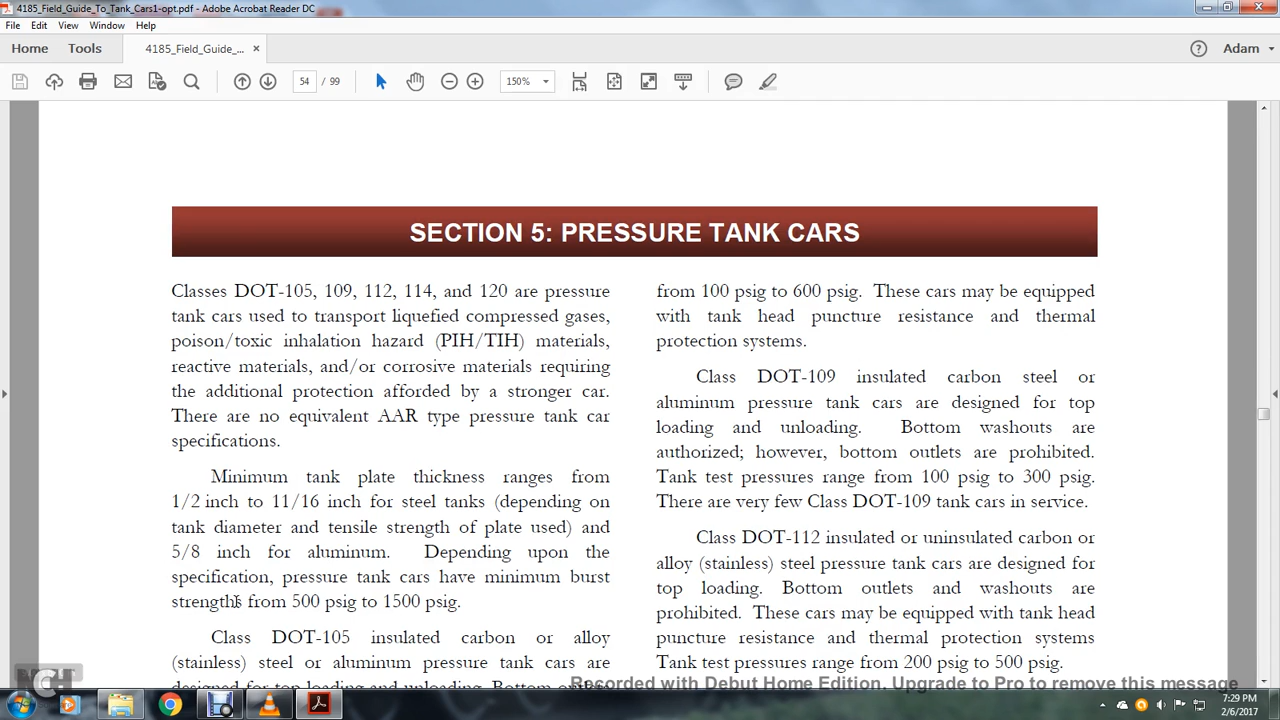 4185_Field_Guide_To_Tank_Cars1-opt.pdf - Adobe Acrobat Reader DC
File Edit View Window Help
Home Tools 4185_Field_Guide_... × Adam
54 / 99 150%
SECTION 5: PRESSURE TANK CARS
Classes DOT-105, 109, 112, 114, and 120 are pressure
tank cars used to transport liquefied compressed gases,
poison/toxic inhalation hazard (PIH/TIH) materials,
reactive materials, and/or corrosive materials requiring
the additional protection afforded by a stronger car.
There are no equivalent AAR type pressure tank car
specifications.
Minimum tank plate thickness ranges from
1/2 inch to 11/16 inch for steel tanks (depending on
tank diameter and tensile strength of plate used) and
5/8 inch for aluminum. Depending upon the
specification, pressure tank cars have minimum burst
strengths from 500 psig to 1500 psig.
Class DOT-105 insulated carbon or alloy
(stainless) steel or aluminum pressure tank cars are
designed for top loading and unloading. Bottom outlets
from 100 psig to 600 psig. These cars may be equipped
with tank head puncture resistance and thermal
protection systems.
Class DOT-109 insulated carbon steel or
aluminum pressure tank cars are designed for top
loading and unloading. Bottom washouts are
authorized; however, bottom outlets are prohibited.
Tank test pressures range from 100 psig to 300 psig.
There are very few Class DOT-109 tank cars in service.
Class DOT-112 insulated or uninsulated carbon or
alloy (stainless) steel pressure tank cars are designed for
top loading. Bottom outlets and washouts are
prohibited. These cars may be equipped with tank head
puncture resistance and thermal protection systems
Tank test pressures range from 200 psig to 500 psig.
NCH
Recorded with Debut Home Edition. Upgrade to Pro to remove this message
7:29 PM
2/6/2017